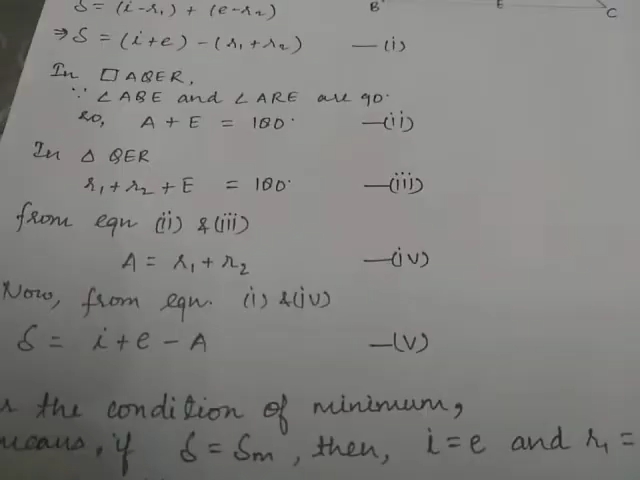 δ = (i-r₁) + (e-r₂)
B E C
⇒ δ = (i+e) - (r₁+r₂) —(i)
In □ AQER,
∵ ∠ABE and ∠ARE are 90°
so, A + E = 180° —(ii)
In △ QER
r₁+r₂+E = 180° —(iii)
from eqn (ii) &(iii)
A = r₁+r₂ —(iv)
Now, from eqn. (i) &(iv)
δ = i+e-A —(v)
the condition of minimum,
means, if δ = δm, then, i=e and r₁ =